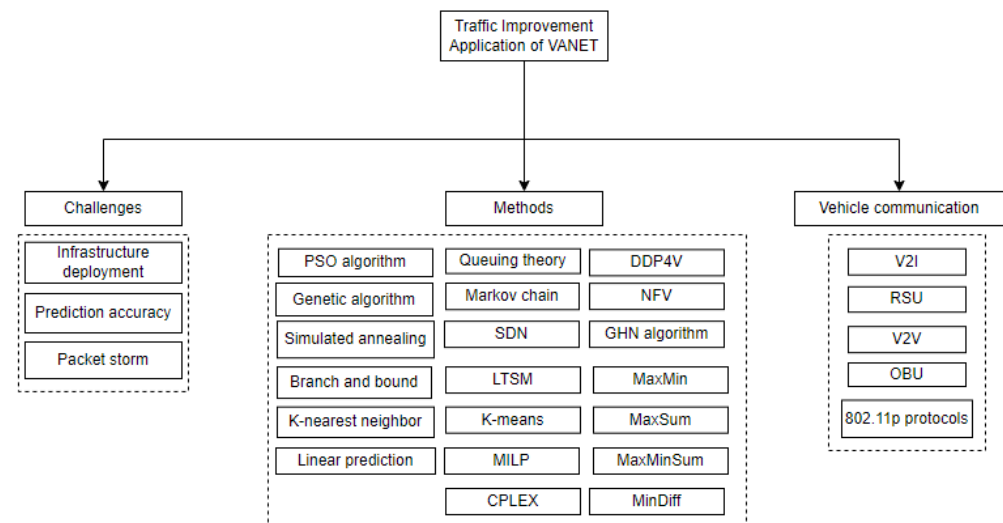 Traffic Improvement
Application of VANET
Challenges
Methods
Vehicle communication
Infrastructure
deployment
Prediction accuracy
Packet storm
PSO algorithm
Queuing theory
DDP4V
Genetic algorithm
Markov chain
NFV
Simulated annealing
SDN
GHN algorithm
Branch and bound
LTSM
MaxMin
K-nearest neighbor
K-means
MaxSum
Linear prediction
MILP
MaxMinSum
CPLEX
MinDiff
V2I
RSU
V2V
OBU
802.11p protocols